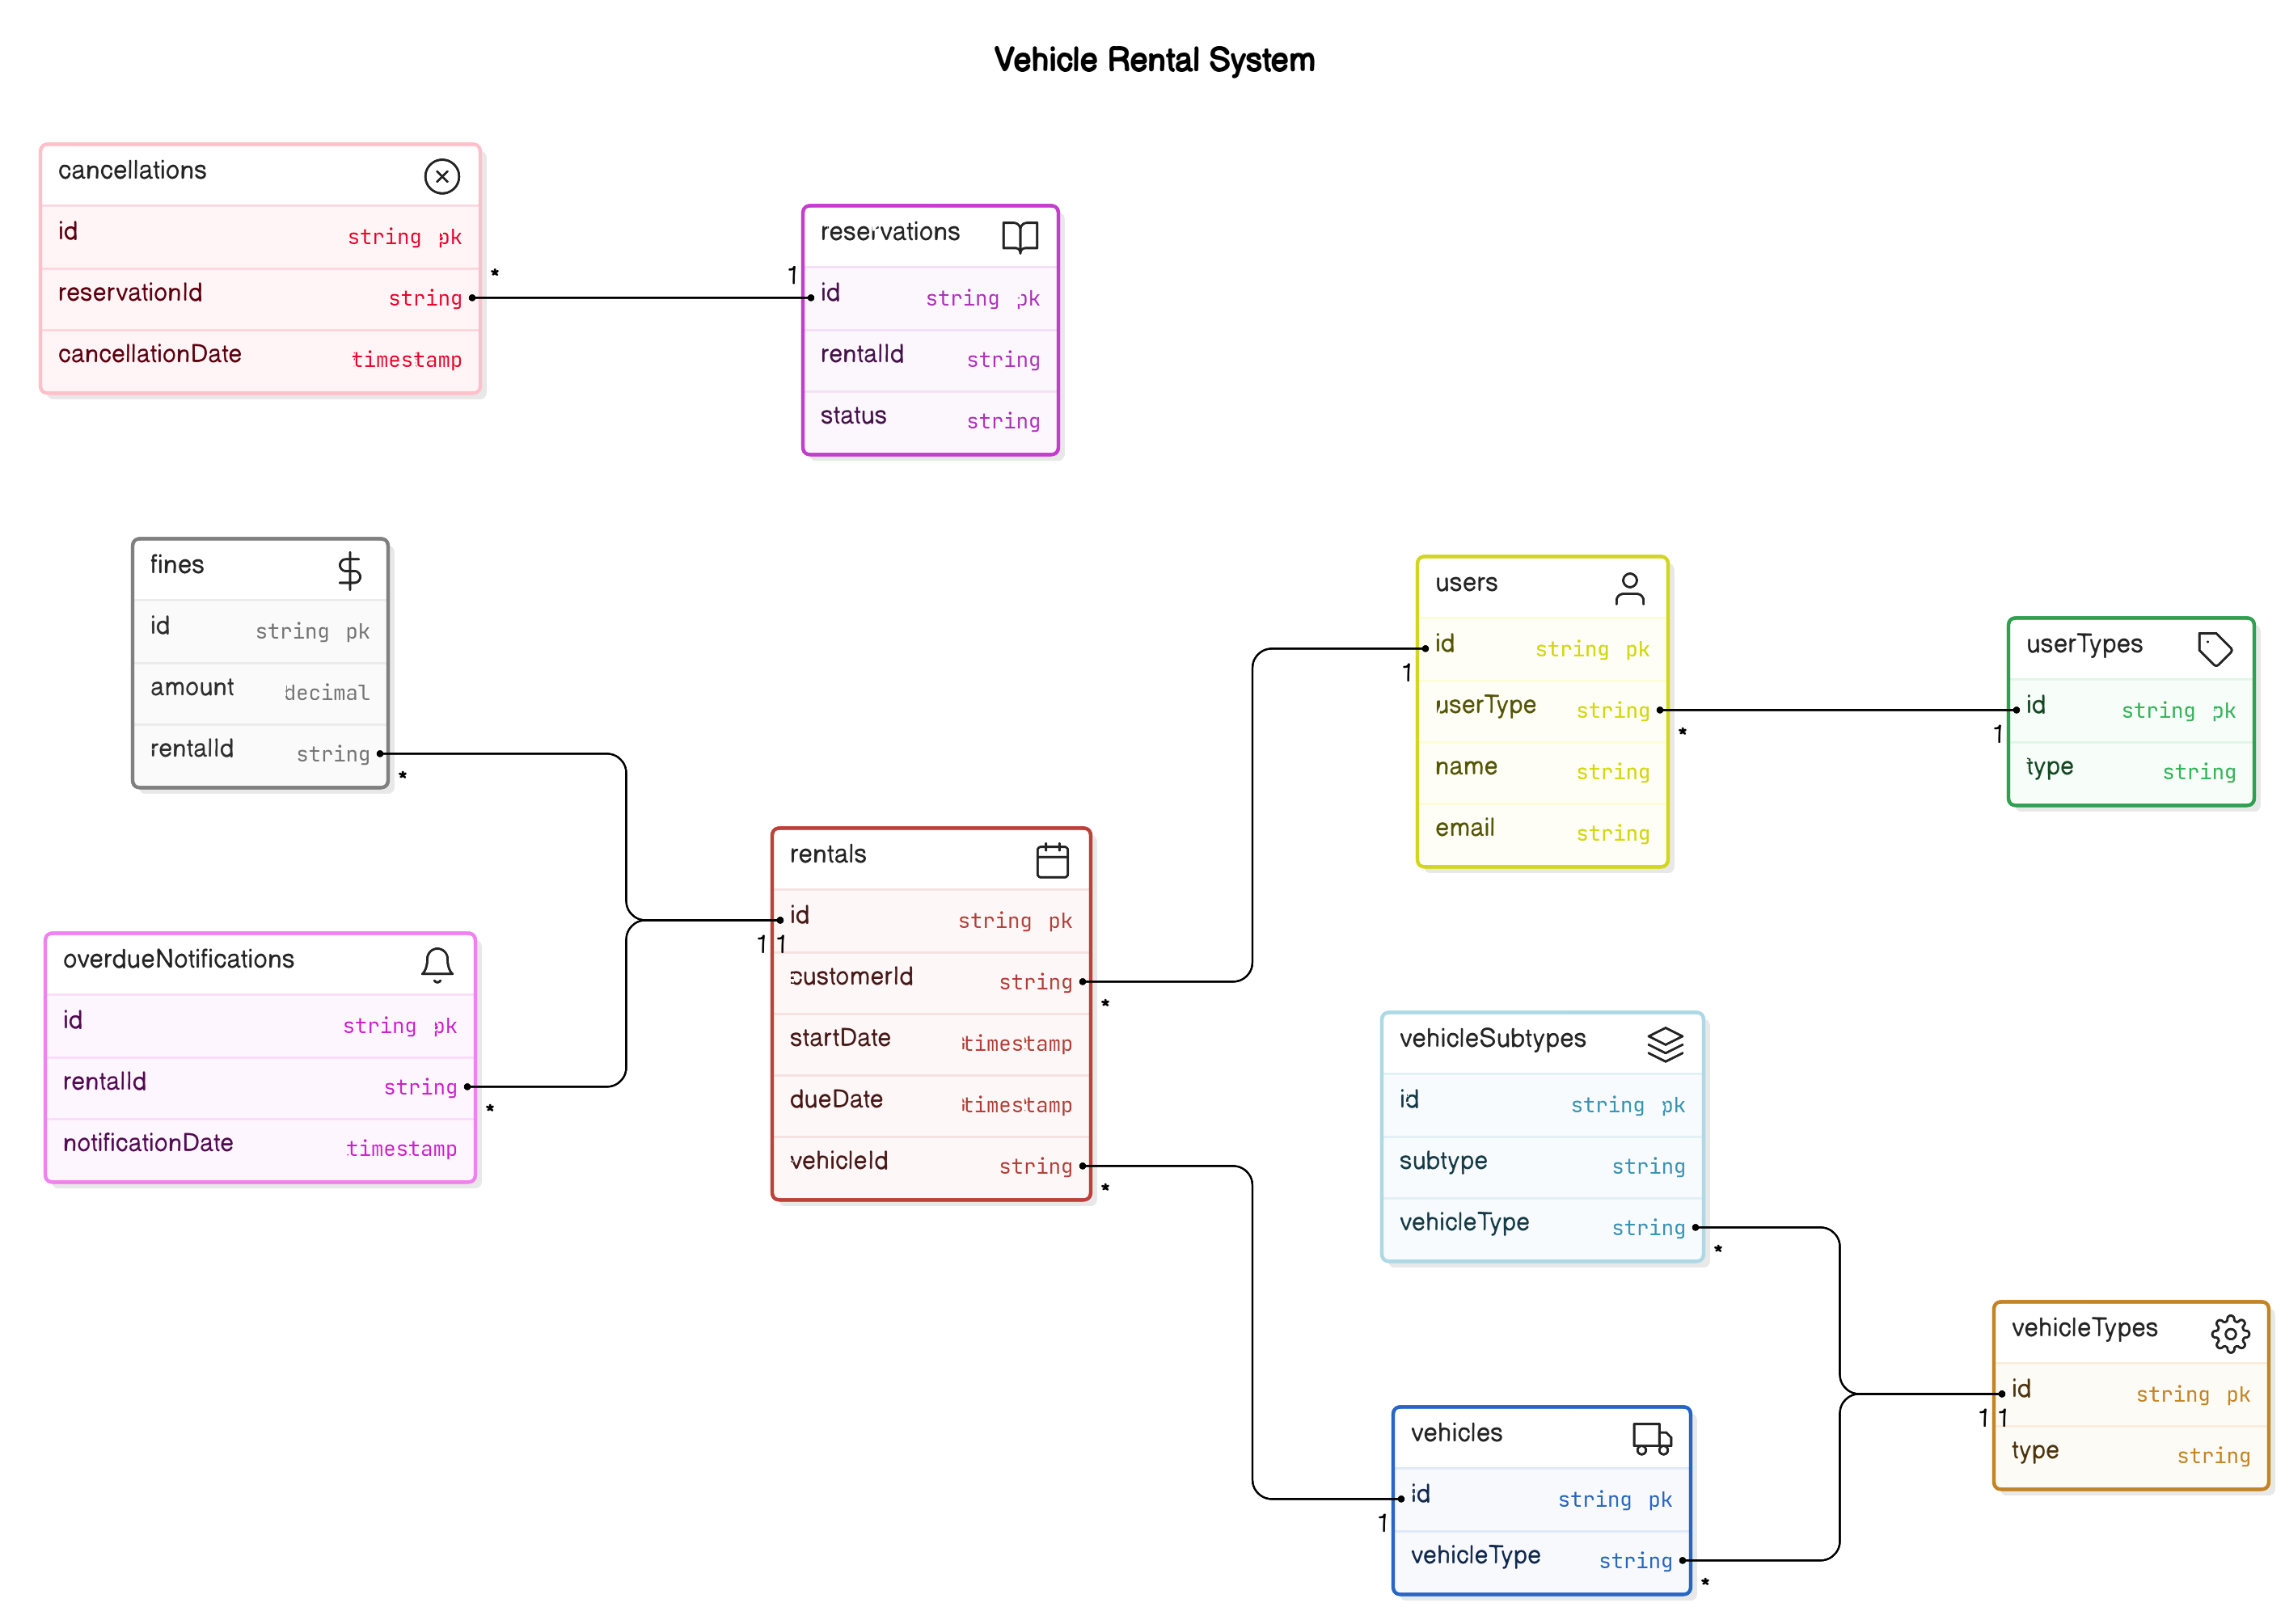 Vehicle Rental System
cancellations
id string pk
reservationId string
cancellationDate timestamp
*
1
reservations
id string pk
rentalId string
status string
fines
id string pk
amount decimal
rentalId string
*
overdueNotifications
id string pk
rentalId string
notificationDate timestamp
*
rentals
id string pk
1 1
customerId string
startDate timestamp
dueDate timestamp
vehicleId string
*
*
users
id string pk
userType string
name string
email string
1
*
userTypes
id string pk
type string
1
vehicleSubtypes
id string pk
subtype string
vehicleType string
*
vehicles
id string pk
vehicleType string
1
*
vehicleTypes
id string pk
1 1
type string